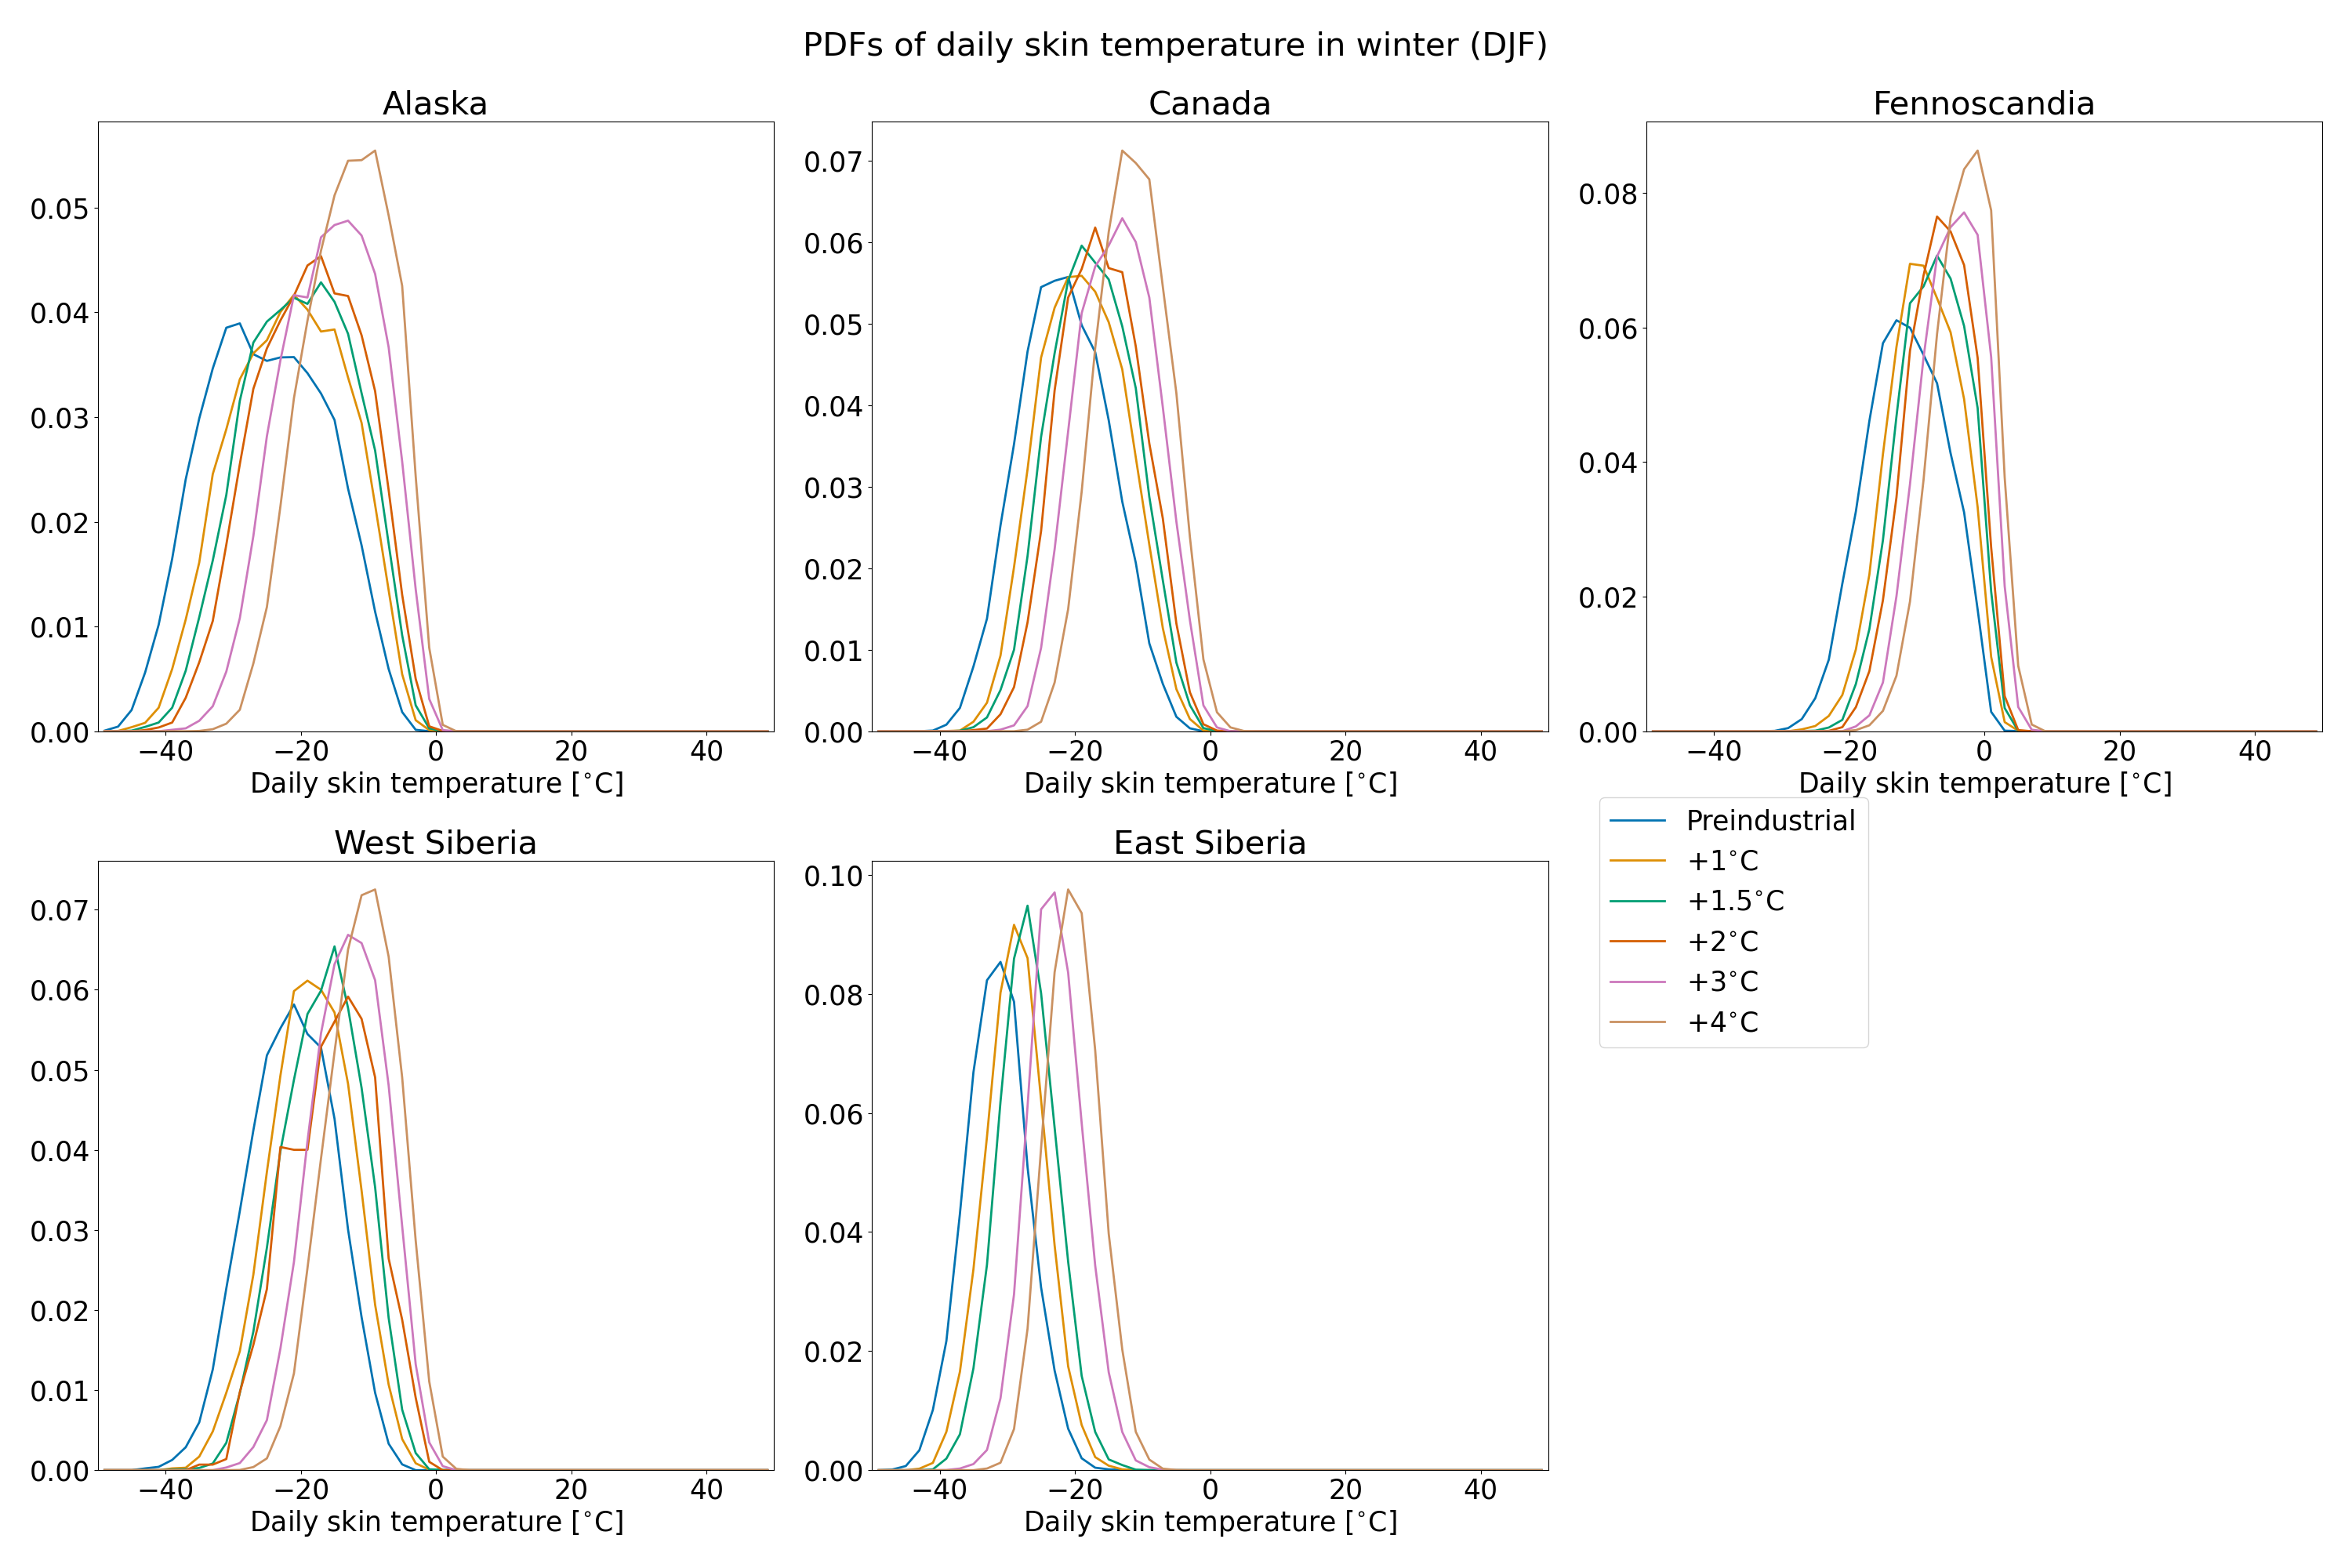 PDFs of daily skin temperature in winter (DJF)
Alaska
0.05
0.04
0.03
0.02
0.01
0.00
−40 −20 0 20 40
Daily skin temperature [°C]
Canada
0.07
0.06
0.05
0.04
0.03
0.02
0.01
0.00
−40 −20 0 20 40
Daily skin temperature [°C]
Fennoscandia
0.08
0.06
0.04
0.02
0.00
−40 −20 0 20 40
Daily skin temperature [°C]
West Siberia
0.07
0.06
0.05
0.04
0.03
0.02
0.01
0.00
−40 −20 0 20 40
Daily skin temperature [°C]
East Siberia
0.10
0.08
0.06
0.04
0.02
0.00
−40 −20 0 20 40
Daily skin temperature [°C]
Preindustrial
+1°C
+1.5°C
+2°C
+3°C
+4°C